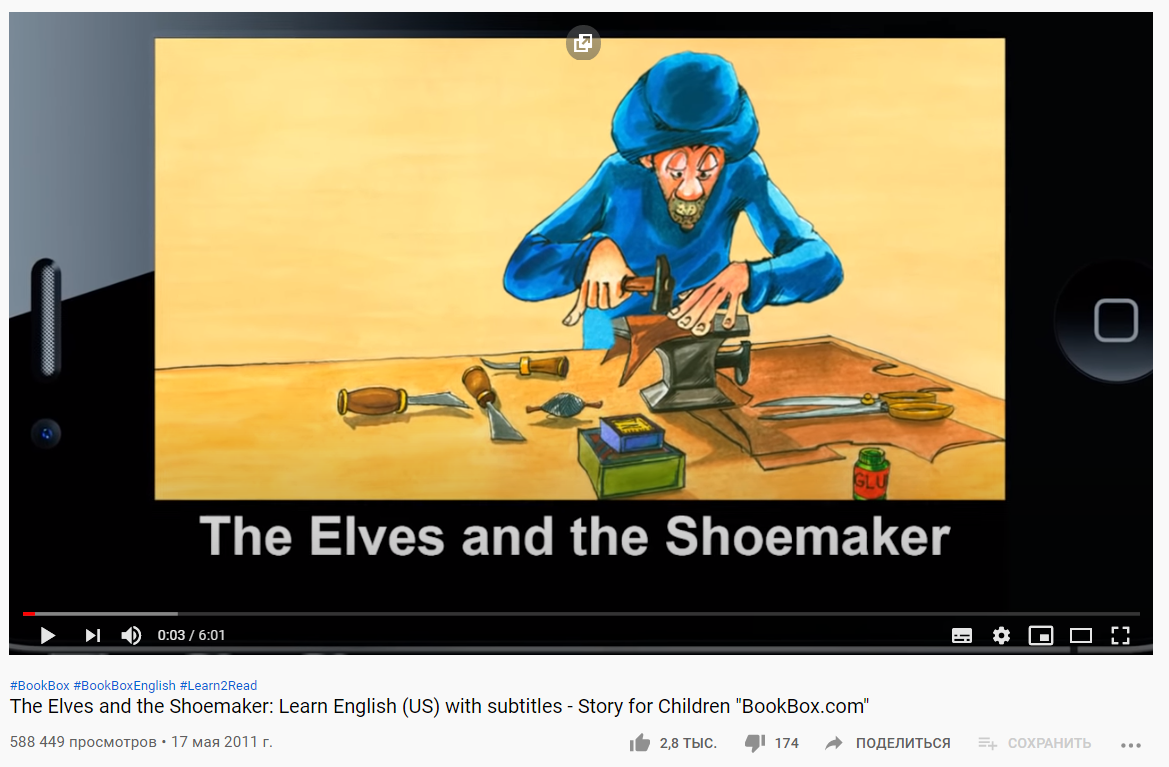 GLU
The Elves and the Shoemaker
0:03 / 6:01
#BookBox #BookBoxEnglish #Learn2Read
The Elves and the Shoemaker: Learn English (US) with subtitles - Story for Children "BookBox.com"
588 449 просмотров • 17 мая 2011 г.
2,8 ТЫС. 174 ПОДЕЛИТЬСЯ СОХРАНИТЬ